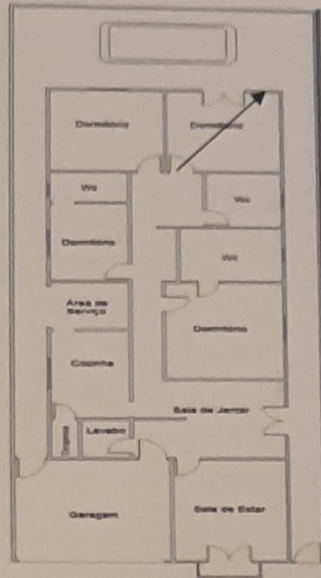 Dormitório
Dormitório
Wc
Wc
Dormitório
Wc
Área de
Serviço
Dormitório
Cozinha
Sala de Jantar
Despensa
Lavabo
Garagem
Sala de Estar